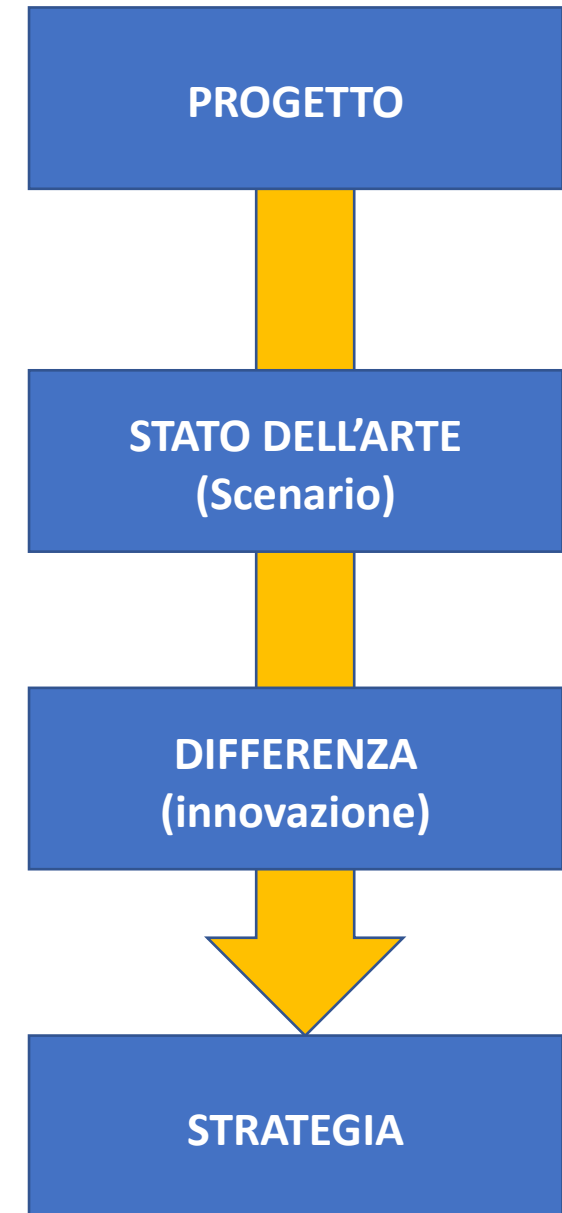 PROGETTO
STATO DELL’ARTE
(Scenario)
DIFFERENZA
(innovazione)
STRATEGIA